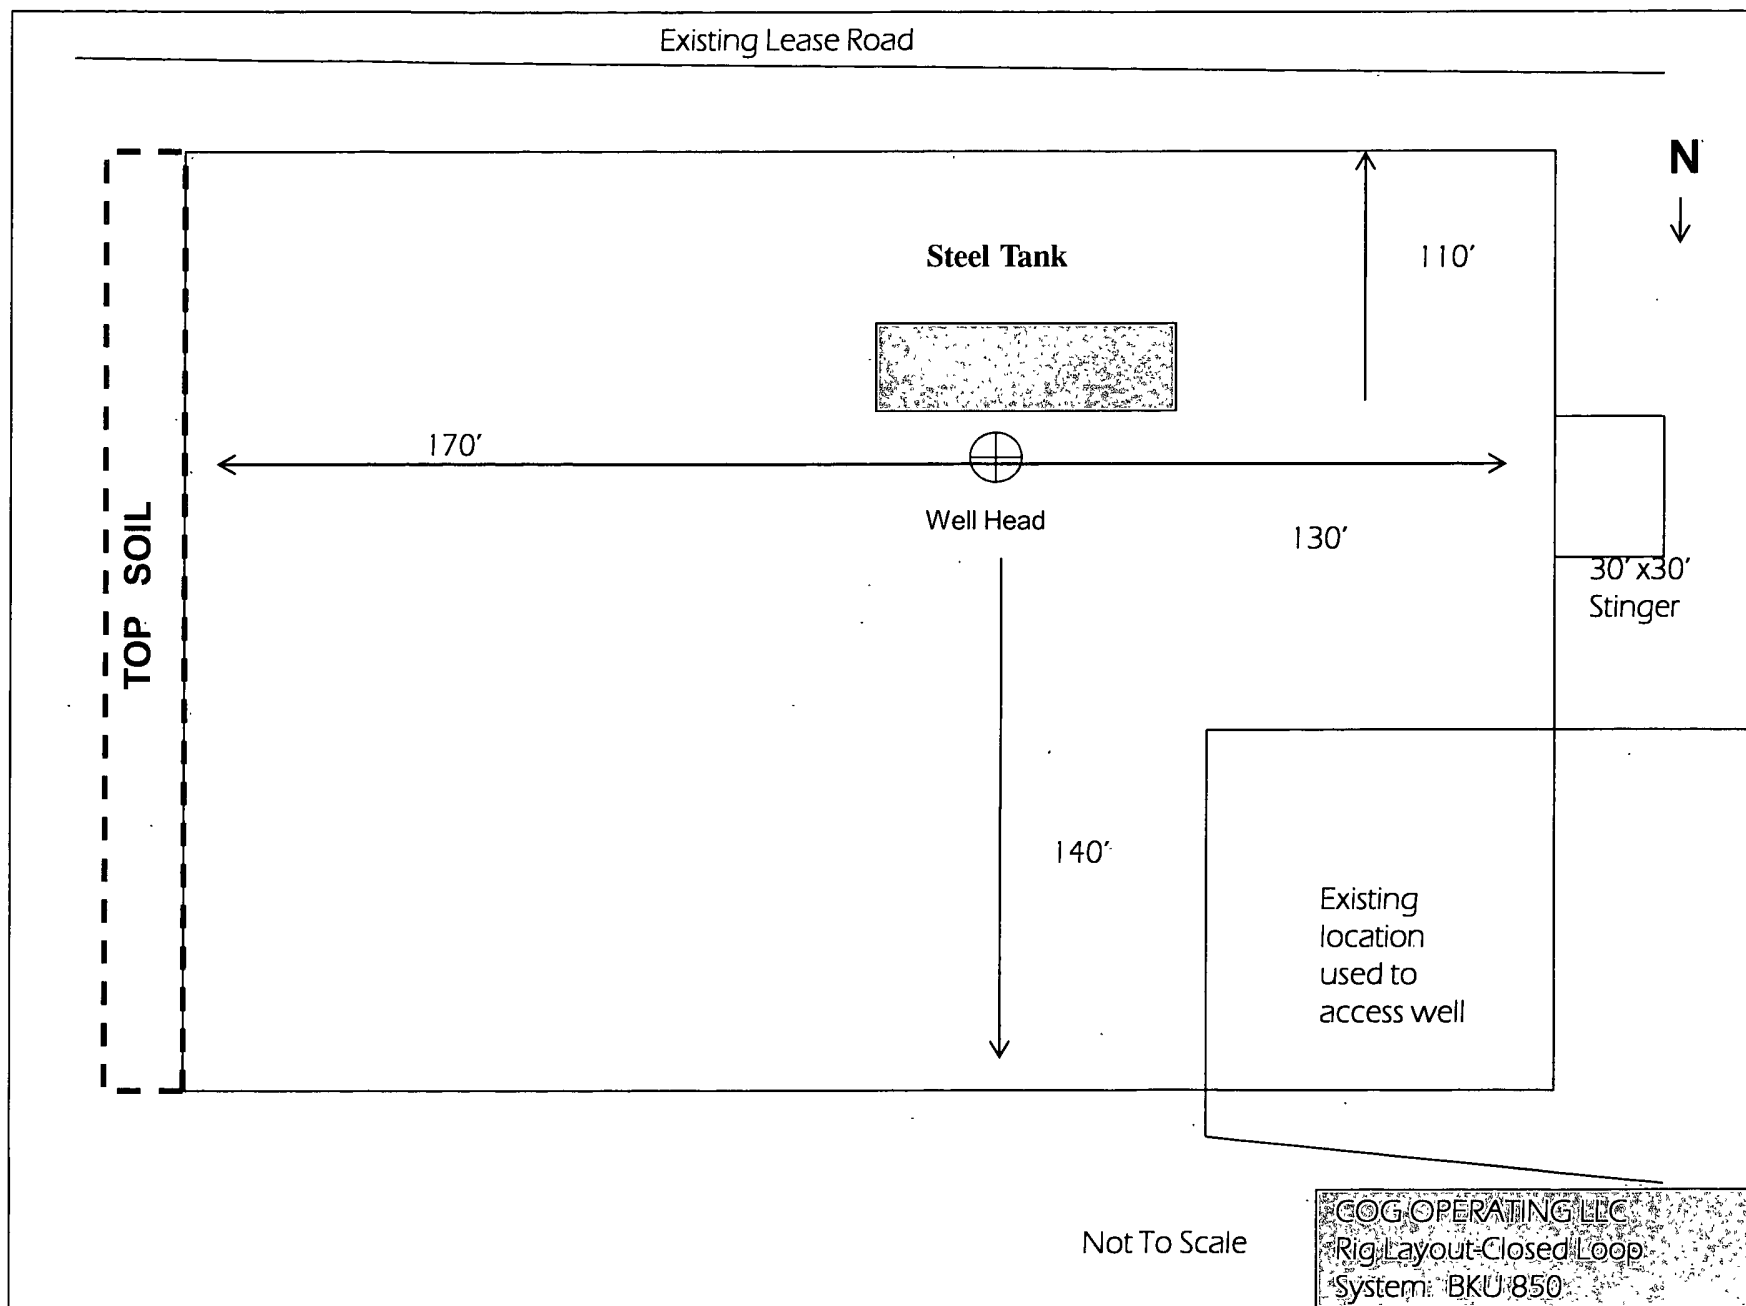 Existing Lease Road
N
Steel Tank
110′
170′
Well Head
130′
30′ x30′
Stinger
TOP SOIL
140′
Existing
location
used to
access well
Not To Scale
COG OPERATING LLC
Rig Layout-Closed Loop
System: BKU 850